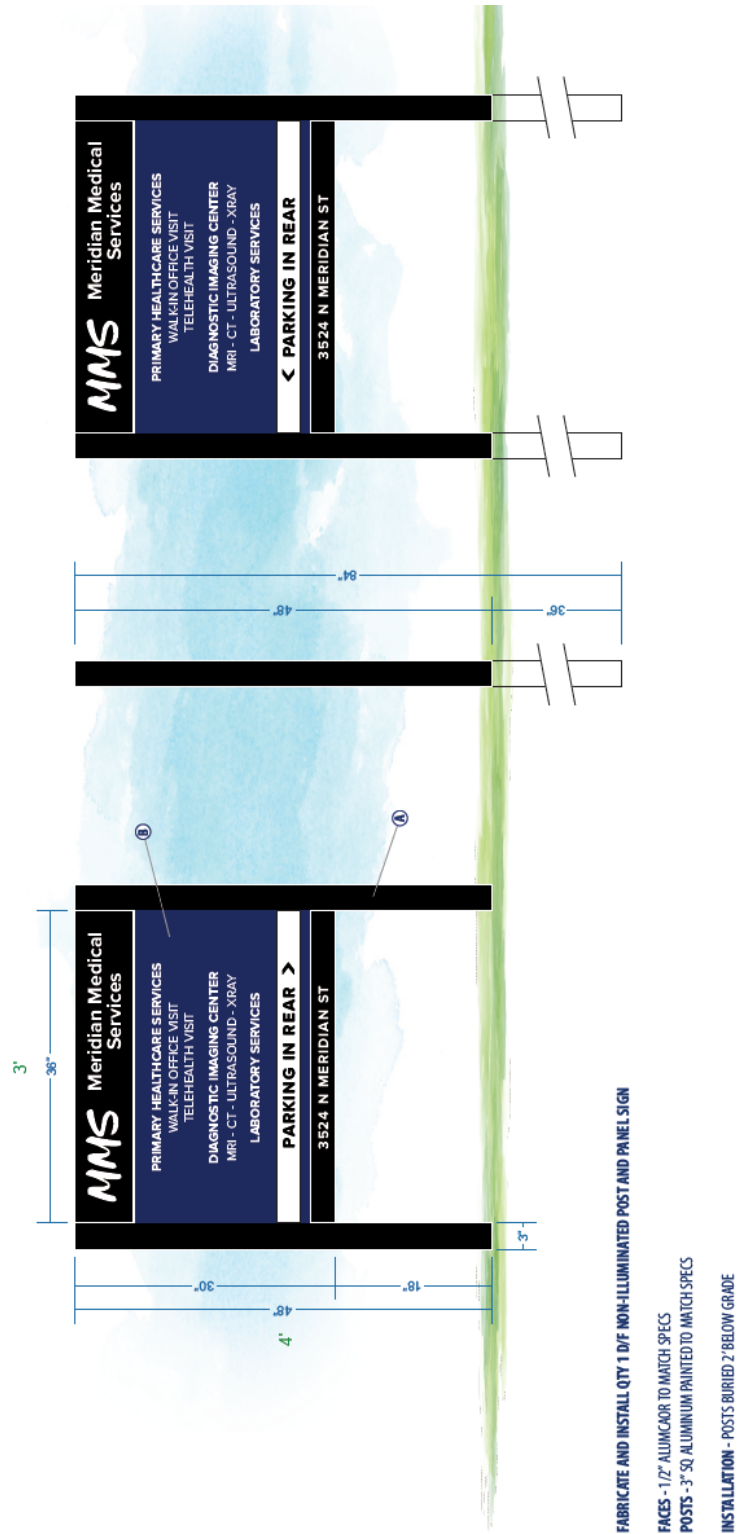 3'
36"
MMS Meridian Medical
Services
PRIMARY HEALTHCARE SERVICES
WALK-IN OFFICE VISIT
TELEHEALTH VISIT
DIAGNOSTIC IMAGING CENTER
MRI - CT - ULTRASOUND - XRAY
LABORATORY SERVICES
PARKING IN REAR >
3524 N MERIDIAN ST
30"
18"
48"
4'
3"
B
A
48"
36"
84"
MMS Meridian Medical
Services
PRIMARY HEALTHCARE SERVICES
WALK-IN OFFICE VISIT
TELEHEALTH VISIT
DIAGNOSTIC IMAGING CENTER
MRI - CT - ULTRASOUND - XRAY
LABORATORY SERVICES
< PARKING IN REAR
3524 N MERIDIAN ST
FABRICATE AND INSTALL QTY 1 D/F NON-ILLUMINATED POST AND PANEL SIGN
FACES - 1/2" ALUMCAOR TO MATCH SPECS
POSTS - 3" SQ ALUMINUM PAINTED TO MATCH SPECS
INSTALLATION - POSTS BURIED 2' BELOW GRADE